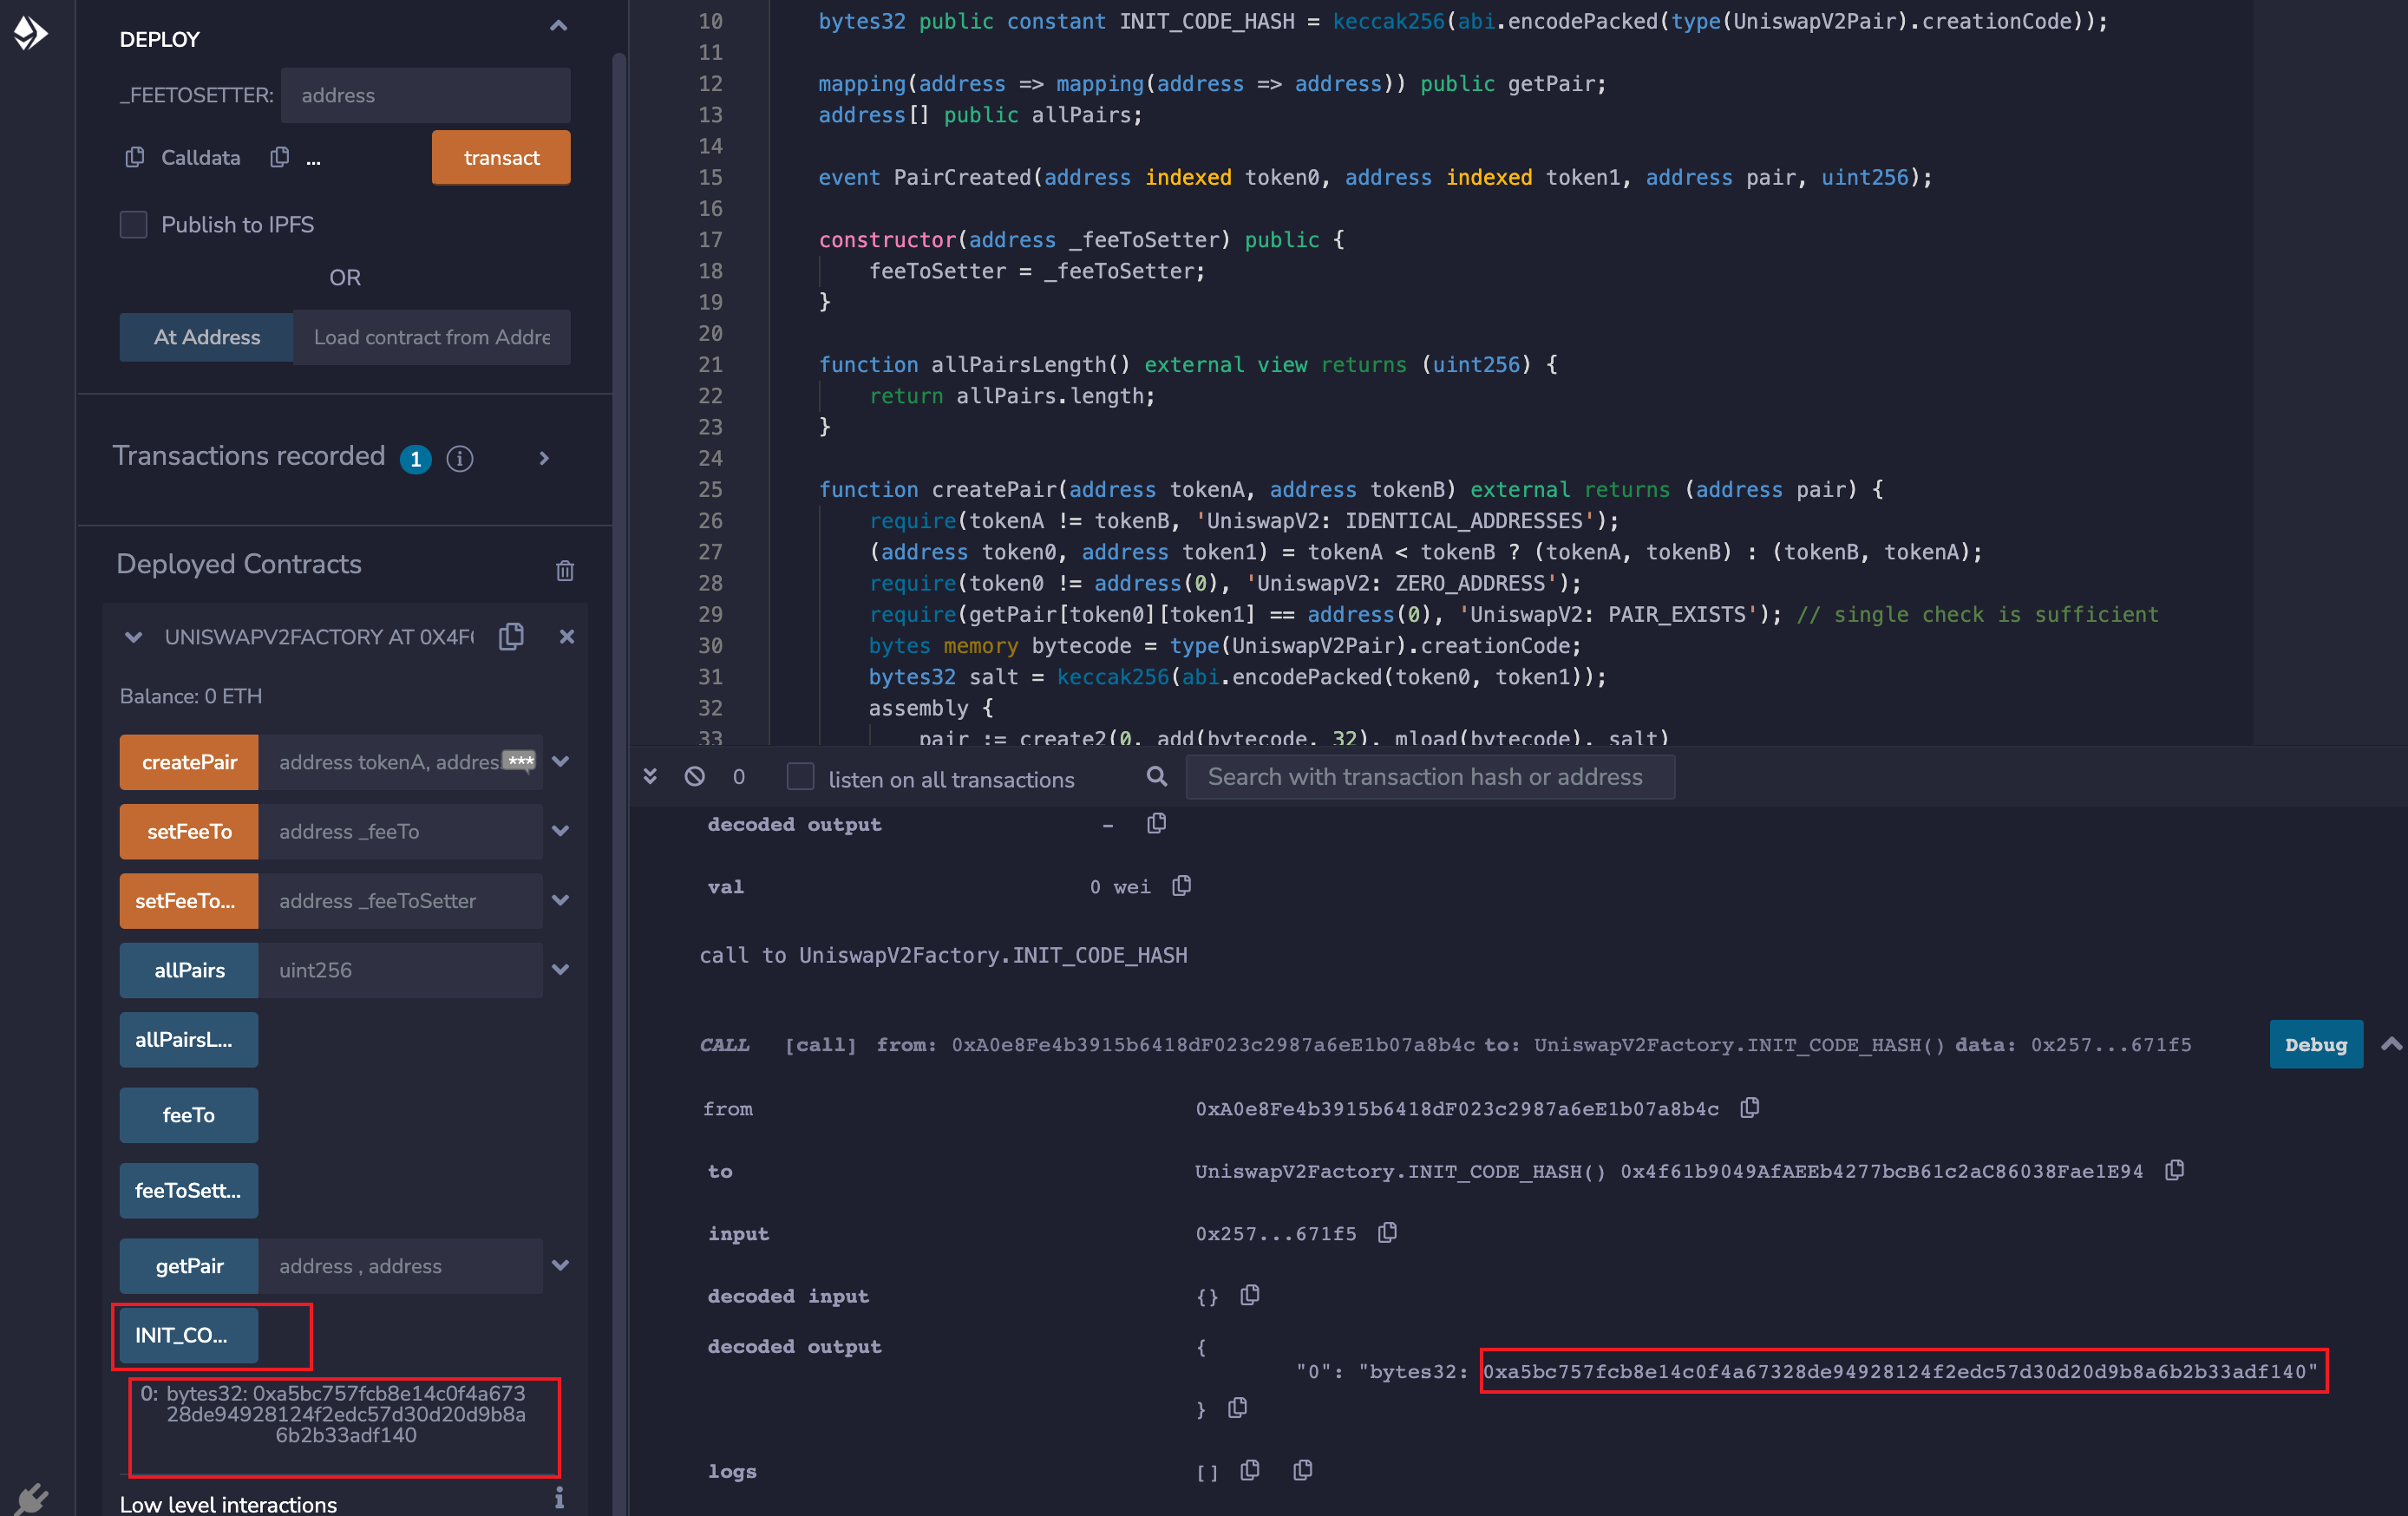 DEPLOY
_FEETOSETTER:
address
Calldata
...
transact
Publish to IPFS
OR
At Address
Load contract from Addre
Transactions recorded 1
Deployed Contracts
UNISWAPV2FACTORY AT 0X4F
Balance: 0 ETH
createPair
address tokenA, addres
***
setFeeTo
address _feeTo
setFeeTo...
address _feeToSetter
allPairs
uint256
allPairsL...
feeTo
feeToSett...
getPair
address , address
INIT_CO...
0: bytes32: 0xa5bc757fcb8e14c0f4a673
28de94928124f2edc57d30d20d9b8a
6b2b33adf140
Low level interactions
10 bytes32 public constant INIT_CODE_HASH = keccak256(abi.encodePacked(type(UniswapV2Pair).creationCode));
11
12 mapping(address => mapping(address => address)) public getPair;
13 address[] public allPairs;
14
15 event PairCreated(address indexed token0, address indexed token1, address pair, uint256);
16
17 constructor(address _feeToSetter) public {
18 feeToSetter = _feeToSetter;
19 }
20
21 function allPairsLength() external view returns (uint256) {
22 return allPairs.length;
23 }
24
25 function createPair(address tokenA, address tokenB) external returns (address pair) {
26 require(tokenA != tokenB, 'UniswapV2: IDENTICAL_ADDRESSES');
27 (address token0, address token1) = tokenA < tokenB ? (tokenA, tokenB) : (tokenB, tokenA);
28 require(token0 != address(0), 'UniswapV2: ZERO_ADDRESS');
29 require(getPair[token0][token1] == address(0), 'UniswapV2: PAIR_EXISTS'); // single check is sufficient
30 bytes memory bytecode = type(UniswapV2Pair).creationCode;
31 bytes32 salt = keccak256(abi.encodePacked(token0, token1));
32 assembly {
33 pair := create2(0, add(bytecode, 32), mload(bytecode), salt)
0
listen on all transactions
Search with transaction hash or address
decoded output -
val 0 wei
call to UniswapV2Factory.INIT_CODE_HASH
CALL [call] from: 0xA0e8Fe4b3915b6418dF023c2987a6eE1b07a8b4c to: UniswapV2Factory.INIT_CODE_HASH() data: 0x257...671f5
Debug
from 0xA0e8Fe4b3915b6418dF023c2987a6eE1b07a8b4c
to UniswapV2Factory.INIT_CODE_HASH() 0x4f61b9049AfAEEb4277bcB61c2aC86038Fae1E94
input 0x257...671f5
decoded input {}
decoded output {
"0": "bytes32: 0xa5bc757fcb8e14c0f4a67328de94928124f2edc57d30d20d9b8a6b2b33adf140"
}
logs []